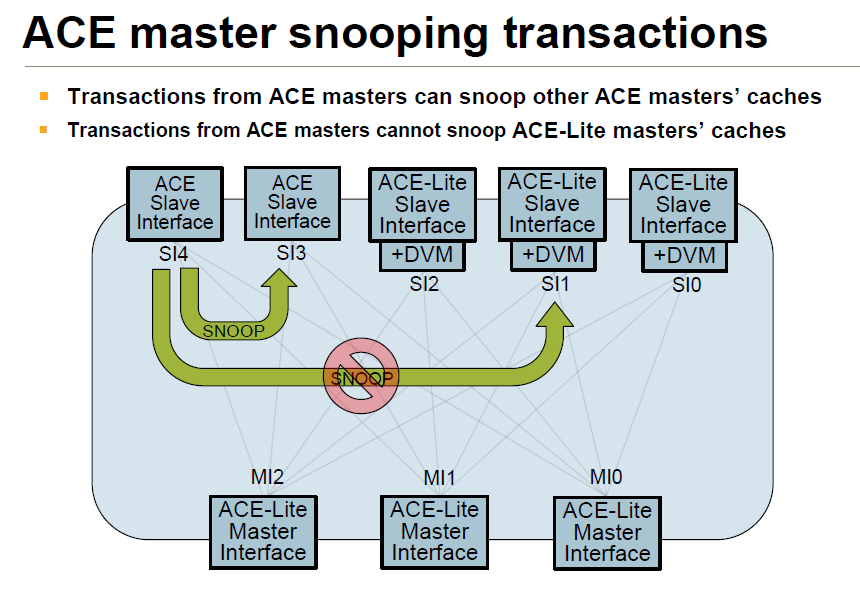 ACE master snooping transactions
Transactions from ACE masters can snoop other ACE masters’ caches
Transactions from ACE masters cannot snoop ACE-Lite masters’ caches
ACE
Slave
Interface
SI4
ACE
Slave
Interface
SI3
ACE-Lite
Slave
Interface
+DVM
SI2
ACE-Lite
Slave
Interface
+DVM
SI1
ACE-Lite
Slave
Interface
+DVM
SI0
SNOOP
SNOOP
MI2
ACE-Lite
Master
Interface
MI1
ACE-Lite
Master
Interface
MI0
ACE-Lite
Master
Interface